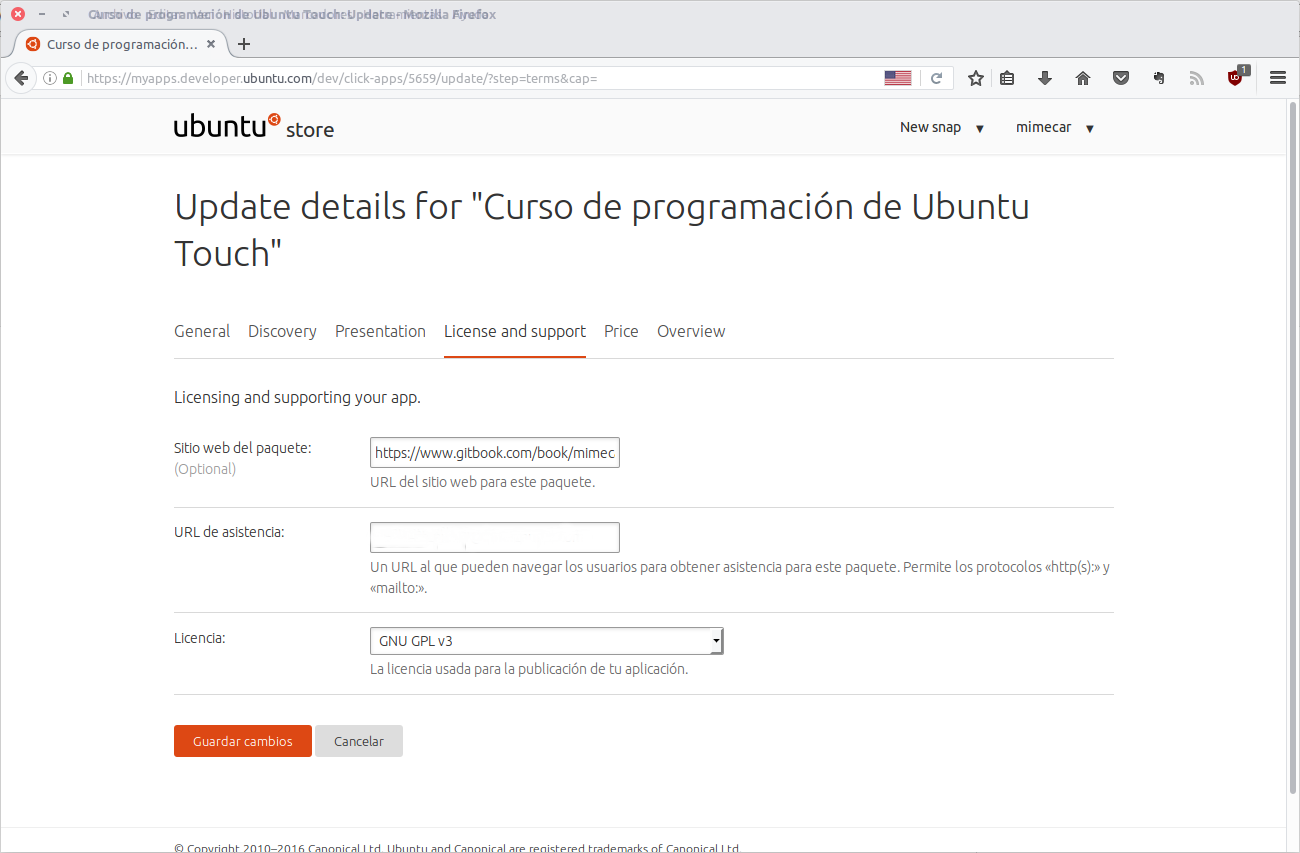 Curso de programación de Ubuntu Touch: Update - Mozilla Firefox
Curso de programación...
https://myapps.developer.ubuntu.com/dev/click-apps/5659/update/?step=terms&cap=
1
ubuntu store
New snap
mimecar
Update details for "Curso de programación de Ubuntu
Touch"
General Discovery Presentation License and support Price Overview
Licensing and supporting your app.
Sitio web del paquete:
(Optional)
https://www.gitbook.com/book/mimec
URL del sitio web para este paquete.
URL de asistencia:
Un URL al que pueden navegar los usuarios para obtener asistencia para este paquete. Permite los protocolos «http(s):» y
«mailto:».
Licencia:
GNU GPL v3
La licencia usada para la publicación de tu aplicación.
Guardar cambios Cancelar
© Copyright 2010–2016 Canonical Ltd. Ubuntu and Canonical are registered trademarks of Canonical Ltd.